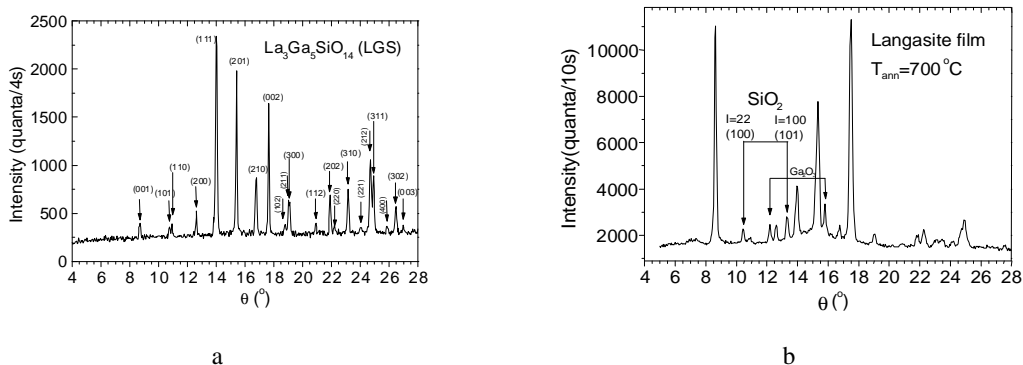 La3Ga5SiO14 (LGS)
Intensity (quanta/4s)
2500
2000
1500
1000
500
0
(001)
(101)
(110)
(200)
(111)
(201)
(210)
(002)
(102)
(211)
(300)
(112)
(202)
(220)
(310)
(221)
(212)
(311)
(400)
(302)
(003)
4 6 8 10 12 14 16 18 20 22 24 26 28
θ (°)
a
Langasite film
Tann=700 °C
Intensity(quanta/10s)
10000
8000
6000
4000
2000
SiO2
I=22 I=100
(100) (101)
4 6 8 10 12 14 16 18 20 22 24 26 28
θ (°)
b